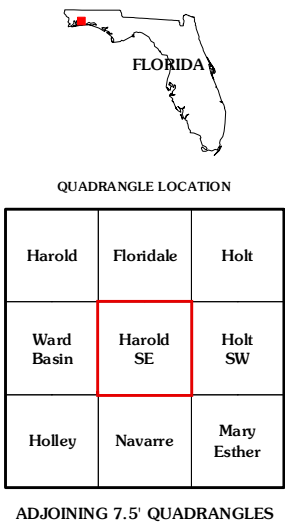 FLORIDA
QUADRANGLE LOCATION
Harold Floridale Holt
Ward Basin
Harold SE
Holt SW
Holley Navarre
Mary Esther
ADJOINING 7.5' QUADRANGLES